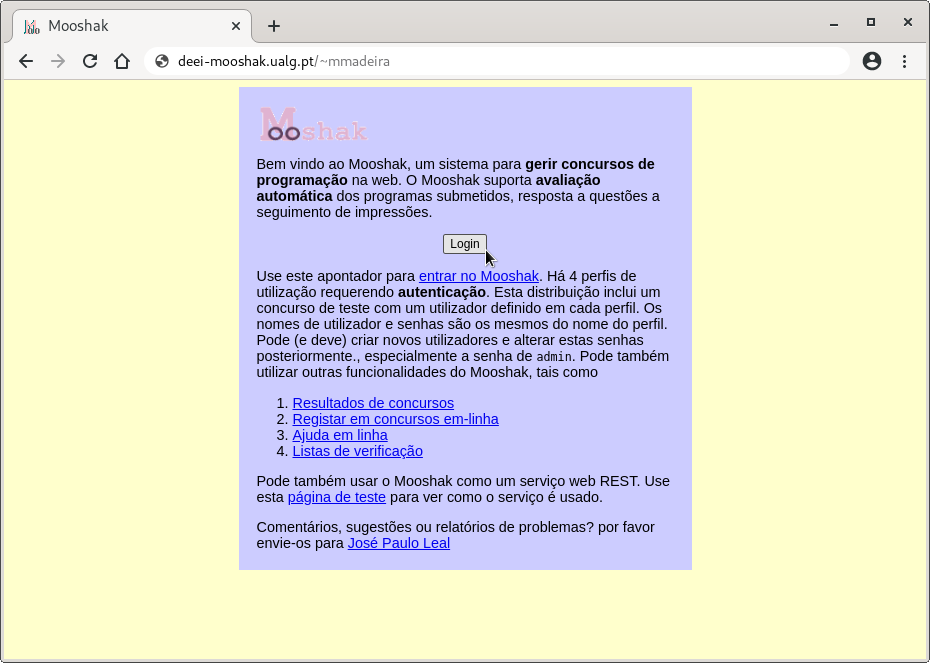 Mooshak
deei-mooshak.ualg.pt/~mmadeira
Mooshak
Bem vindo ao Mooshak, um sistema para gerir concursos de
programação na web. O Mooshak suporta avaliação
automática dos programas submetidos, resposta a questões a
seguimento de impressões.
Login
Use este apontador para entrar no Mooshak. Há 4 perfis de
utilização requerendo autenticação. Esta distribuição inclui um
concurso de teste com um utilizador definido em cada perfil. Os
nomes de utilizador e senhas são os mesmos do nome do perfil.
Pode (e deve) criar novos utilizadores e alterar estas senhas
posteriormente., especialmente a senha de admin. Pode também
utilizar outras funcionalidades do Mooshak, tais como
1. Resultados de concursos
2. Registar em concursos em-linha
3. Ajuda em linha
4. Listas de verificação
Pode também usar o Mooshak como um serviço web REST. Use
esta página de teste para ver como o serviço é usado.
Comentários, sugestões ou relatórios de problemas? por favor
envie-os para José Paulo Leal